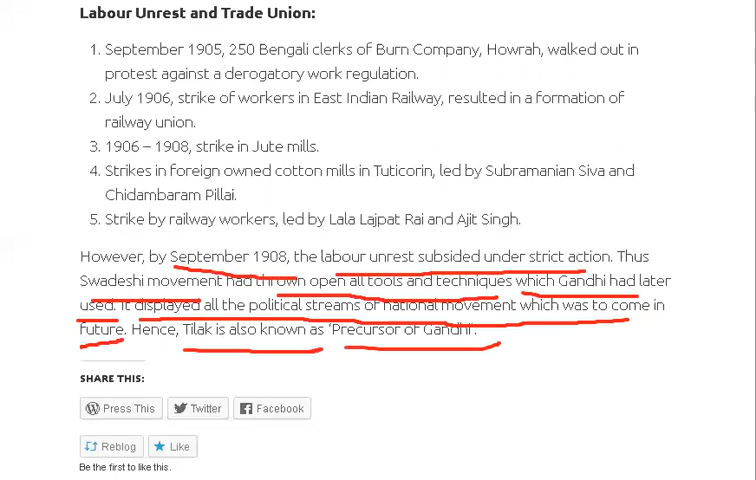 Labour Unrest and Trade Union:
1. September 1905, 250 Bengali clerks of Burn Company, Howrah, walked out in
protest against a derogatory work regulation.
2. July 1906, strike of workers in East Indian Railway, resulted in a formation of
railway union.
3. 1906 – 1908, strike in Jute mills.
4. Strikes in foreign owned cotton mills in Tuticorin, led by Subramanian Siva and
Chidambaram Pillai.
5. Strike by railway workers, led by Lala Lajpat Rai and Ajit Singh.
However, by September 1908, the labour unrest subsided under strict action. Thus
Swadeshi movement had thrown open all tools and techniques which Gandhi had later
used. It displayed all the political streams of national movement which was to come in
future. Hence, Tilak is also known as ‘Precursor of Gandhi’.
SHARE THIS:
Press This Twitter Facebook
Reblog Like
Be the first to like this.